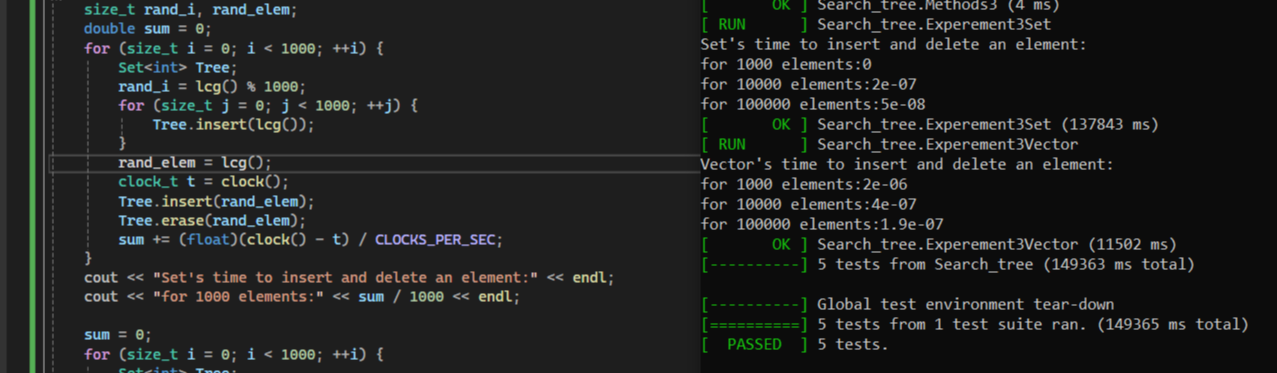 size_t rand_i, rand_elem;
double sum = 0;
for (size_t i = 0; i < 1000; ++i) {
Set<int> Tree;
rand_i = lcg() % 1000;
for (size_t j = 0; j < 1000; ++j) {
Tree.insert(lcg());
}
rand_elem = lcg();
clock_t t = clock();
Tree.insert(rand_elem);
Tree.erase(rand_elem);
sum += (float)(clock() - t) / CLOCKS_PER_SEC;
}
cout << "Set's time to insert and delete an element:" << endl;
cout << "for 1000 elements:" << sum / 1000 << endl;
sum = 0;
for (size_t i = 0; i < 1000; ++i) {
Set<int> Tree;
[       OK ] Search_tree.Methods3 (4 ms)
[ RUN      ] Search_tree.Experement3Set
Set's time to insert and delete an element:
for 1000 elements:0
for 10000 elements:2e-07
for 100000 elements:5e-08
[       OK ] Search_tree.Experement3Set (137843 ms)
[ RUN      ] Search_tree.Experement3Vector
Vector's time to insert and delete an element:
for 1000 elements:2e-06
for 10000 elements:4e-07
for 100000 elements:1.9e-07
[       OK ] Search_tree.Experement3Vector (11502 ms)
[----------] 5 tests from Search_tree (149363 ms total)
[----------] Global test environment tear-down
[==========] 5 tests from 1 test suite ran. (149365 ms total)
[  PASSED  ] 5 tests.